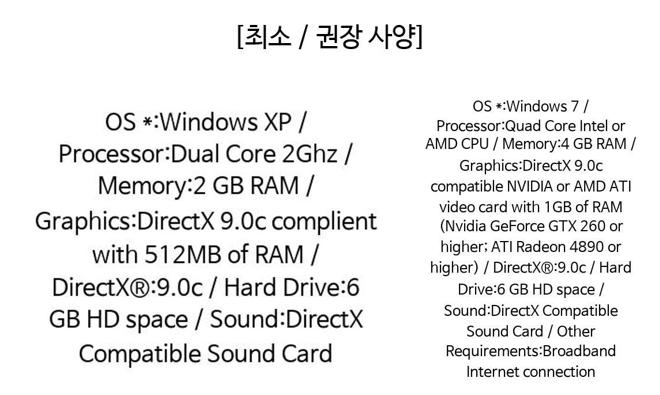 [최소 / 권장 사양]
OS *:Windows XP /
Processor:Dual Core 2Ghz /
Memory:2 GB RAM /
Graphics:DirectX 9.0c complient
with 512MB of RAM /
DirectX®:9.0c / Hard Drive:6
GB HD space / Sound:DirectX
Compatible Sound Card
OS *:Windows 7 /
Processor:Quad Core Intel or
AMD CPU / Memory:4 GB RAM /
Graphics:DirectX 9.0c
compatible NVIDIA or AMD ATI
video card with 1GB of RAM
(Nvidia GeForce GTX 260 or
higher; ATI Radeon 4890 or
higher) / DirectX®:9.0c / Hard
Drive:6 GB HD space /
Sound:DirectX Compatible
Sound Card / Other
Requirements:Broadband
Internet connection